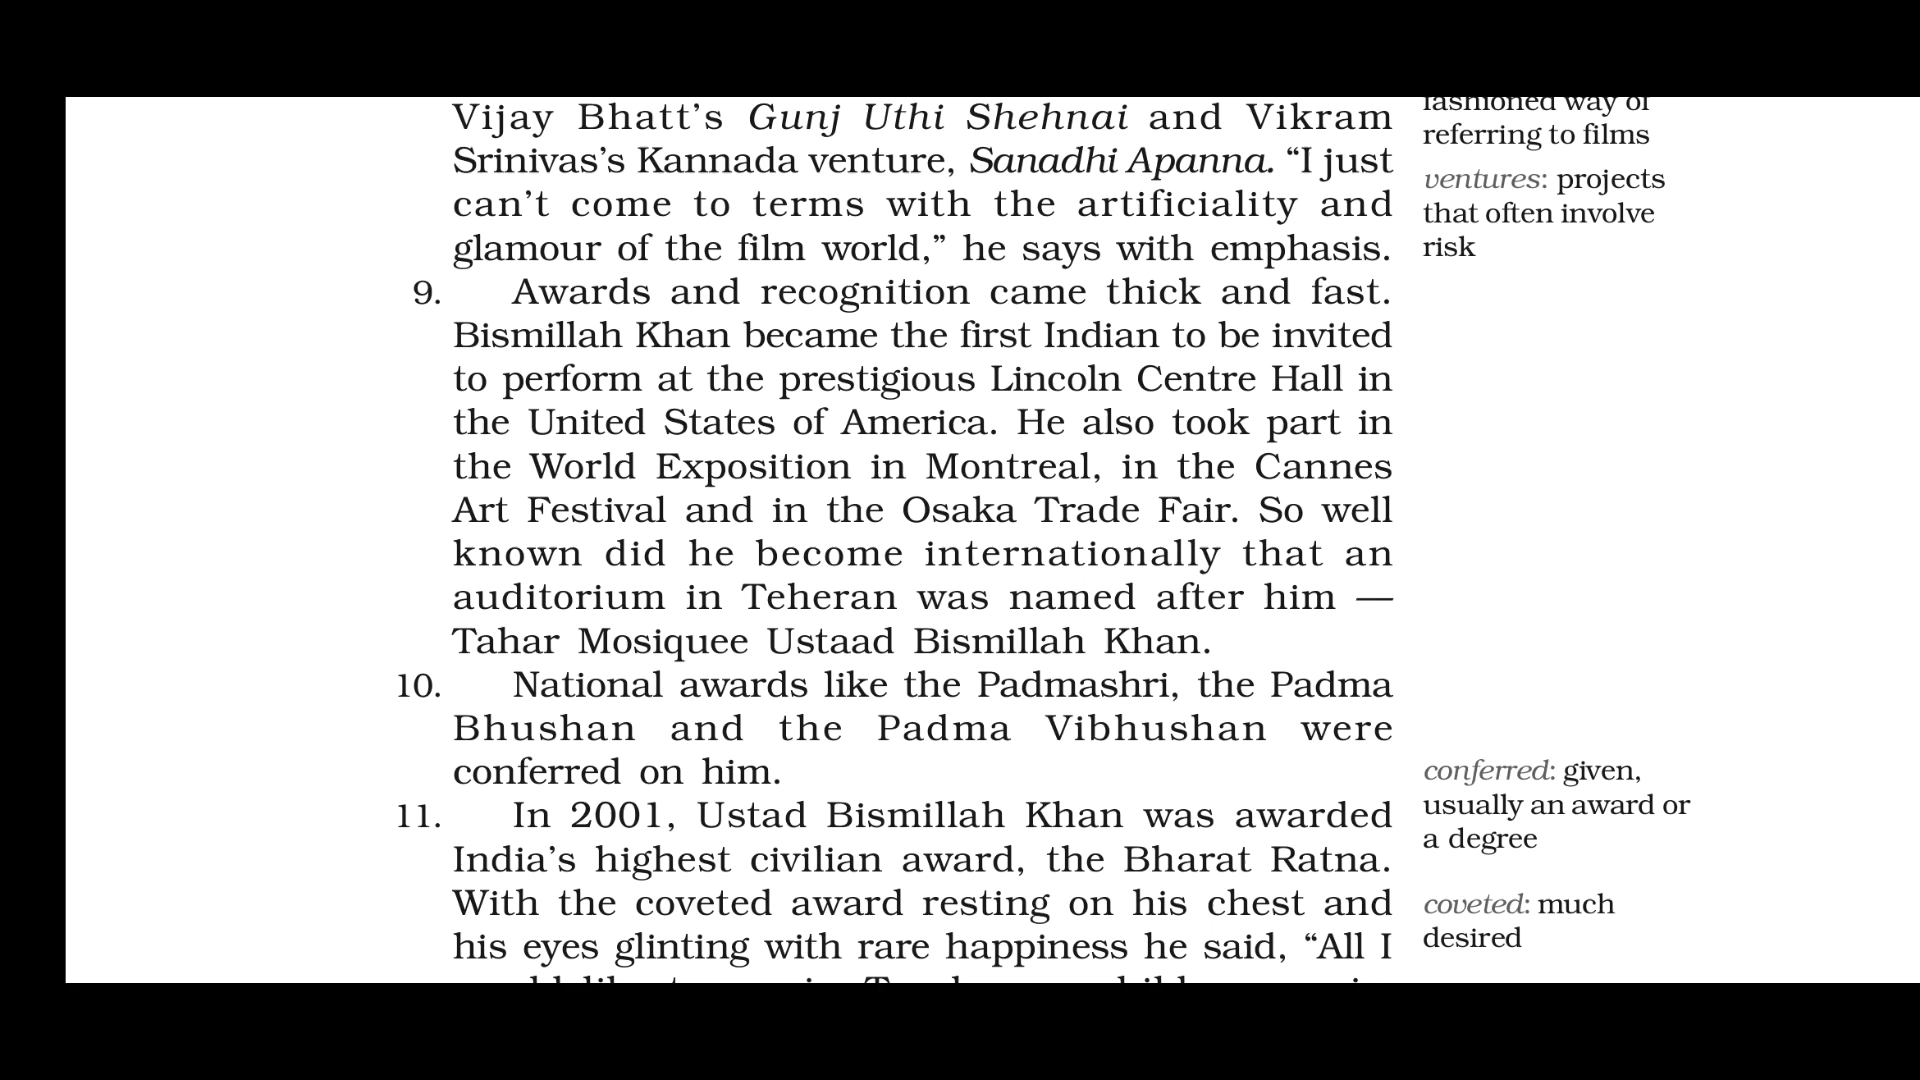 Vijay Bhatt’s Gunj Uthi Shehnai and Vikram
Srinivas’s Kannada venture, Sanadhi Apanna. “I just
can’t come to terms with the artificiality and
glamour of the film world,” he says with emphasis.
9. Awards and recognition came thick and fast.
Bismillah Khan became the first Indian to be invited
to perform at the prestigious Lincoln Centre Hall in
the United States of America. He also took part in
the World Exposition in Montreal, in the Cannes
Art Festival and in the Osaka Trade Fair. So well
known did he become internationally that an
auditorium in Teheran was named after him —
Tahar Mosiquee Ustaad Bismillah Khan.
10. National awards like the Padmashri, the Padma
Bhushan and the Padma Vibhushan were
conferred on him.
11. In 2001, Ustad Bismillah Khan was awarded
India’s highest civilian award, the Bharat Ratna.
With the coveted award resting on his chest and
his eyes glinting with rare happiness he said, “All I
fashioned way of
referring to films
ventures: projects
that often involve
risk
conferred: given,
usually an award or
a degree
coveted: much
desired